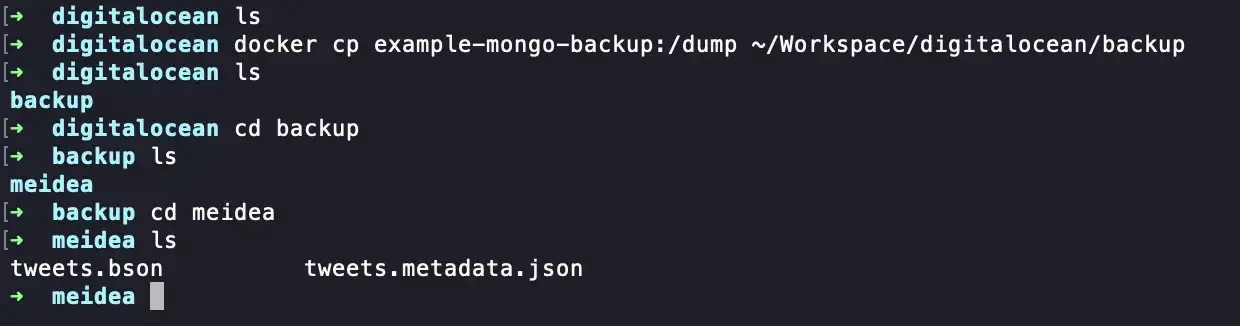 [➜ digitalocean ls
[➜ digitalocean docker cp example-mongo-backup:/dump ~/Workspace/digitalocean/backup
[➜ digitalocean ls
backup
[➜ digitalocean cd backup
[➜ backup ls
meidea
[➜ backup cd meidea
[➜ meidea ls
tweets.bson tweets.metadata.json
➜ meidea